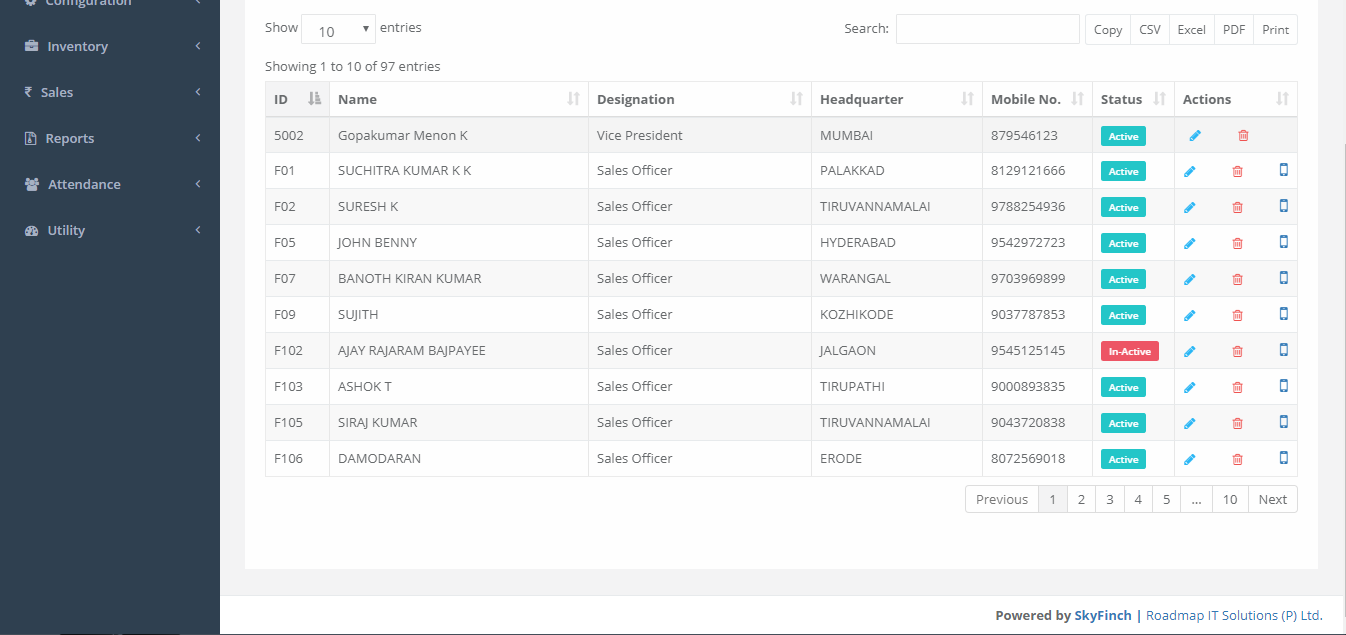 Configuration
Inventory
Sales
Reports
Attendance
Utility
Show 10 entries
Search:
Copy CSV Excel PDF Print
Showing 1 to 10 of 97 entries
ID Name Designation Headquarter Mobile No. Status Actions
5002 Gopakumar Menon K Vice President MUMBAI 879546123 Active
F01 SUCHITRA KUMAR K K Sales Officer PALAKKAD 8129121666 Active
F02 SURESH K Sales Officer TIRUVANNAMALAI 9788254936 Active
F05 JOHN BENNY Sales Officer HYDERABAD 9542972723 Active
F07 BANOTH KIRAN KUMAR Sales Officer WARANGAL 9703969899 Active
F09 SUJITH Sales Officer KOZHIKODE 9037787853 Active
F102 AJAY RAJARAM BAJPAYEE Sales Officer JALGAON 9545125145 In-Active
F103 ASHOK T Sales Officer TIRUPATHI 9000893835 Active
F105 SIRAJ KUMAR Sales Officer TIRUVANNAMALAI 9043720838 Active
F106 DAMODARAN Sales Officer ERODE 8072569018 Active
Previous 1 2 3 4 5 ... 10 Next
Powered by SkyFinch | Roadmap IT Solutions (P) Ltd.